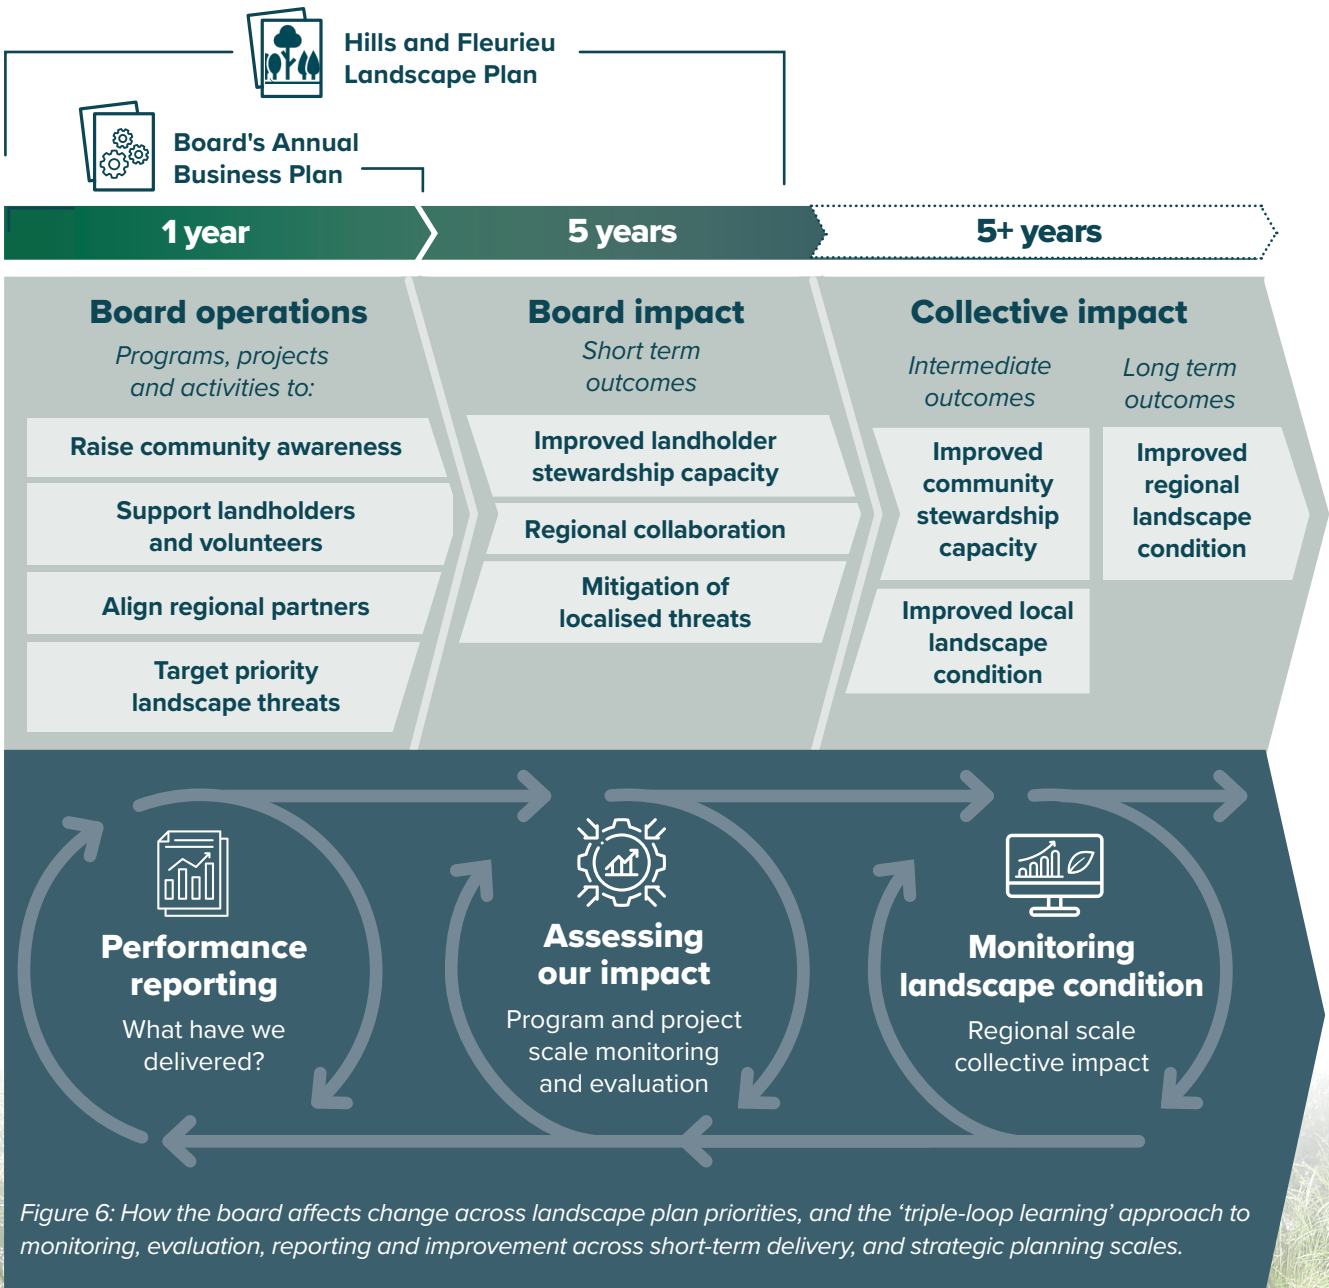 Hills and Fleurieu
Landscape Plan
Board's Annual
Business Plan
1 year
5 years
5+ years
Board operations
Programs, projects
and activities to:
Raise community awareness
Support landholders
and volunteers
Align regional partners
Target priority
landscape threats
Board impact
Short term
outcomes
Improved landholder
stewardship capacity
Regional collaboration
Mitigation of
localised threats
Collective impact
Intermediate
outcomes
Improved
community
stewardship
capacity
Improved local
landscape
condition
Long term
outcomes
Improved
regional
landscape
condition
Performance
reporting
What have we
delivered?
Assessing
our impact
Program and project
scale monitoring
and evaluation
Monitoring
landscape condition
Regional scale
collective impact
Figure 6: How the board affects change across landscape plan priorities, and the ‘triple-loop learning’ approach to
monitoring, evaluation, reporting and improvement across short-term delivery, and strategic planning scales.